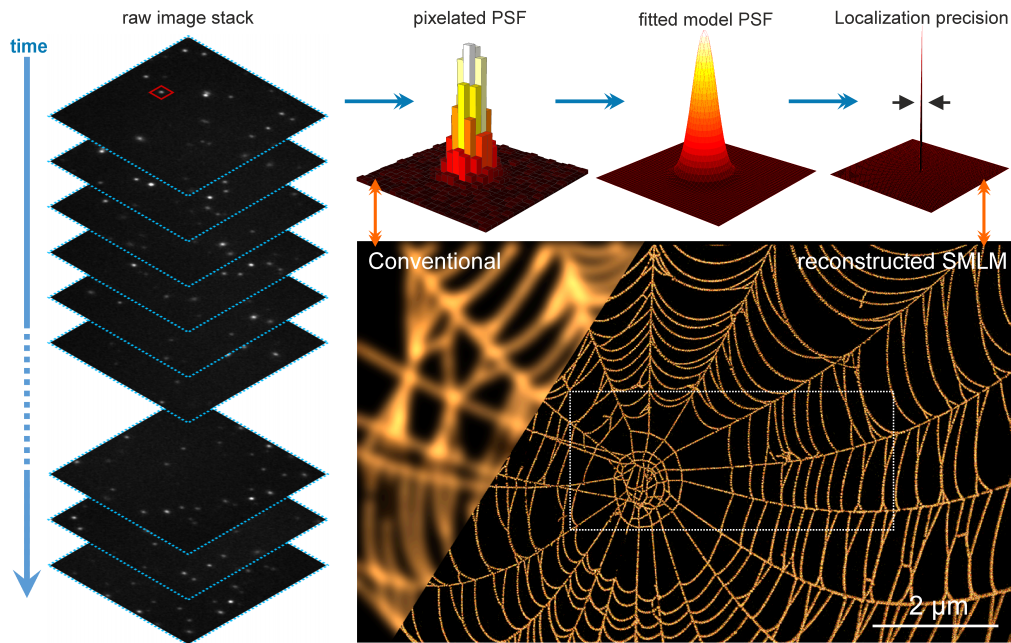 raw image stack
pixelated PSF
fitted model PSF
Localization precision
time
Conventional
reconstructed SMLM
2 µm